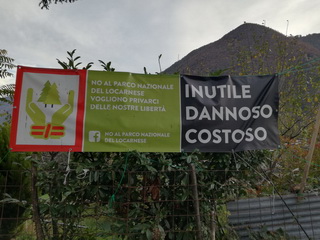 NO AL PARCO NAZIONALE
DEL LOCARNESE
VOGLIONO PRIVARCI
DELLE NOSTRE LIBERTÀ
NO AL PARCO NAZIONALE
DEL LOCARNESE
INUTILE
DANNOSO
COSTOSO